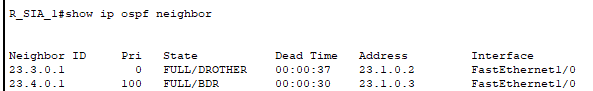 R_SIA_1#show ip ospf neighbor
Neighbor ID Pri State Dead Time Address Interface
23.3.0.1 0 FULL/DROTHER 00:00:37 23.1.0.2 FastEthernet1/0
23.4.0.1 100 FULL/BDR 00:00:30 23.1.0.3 FastEthernet1/0